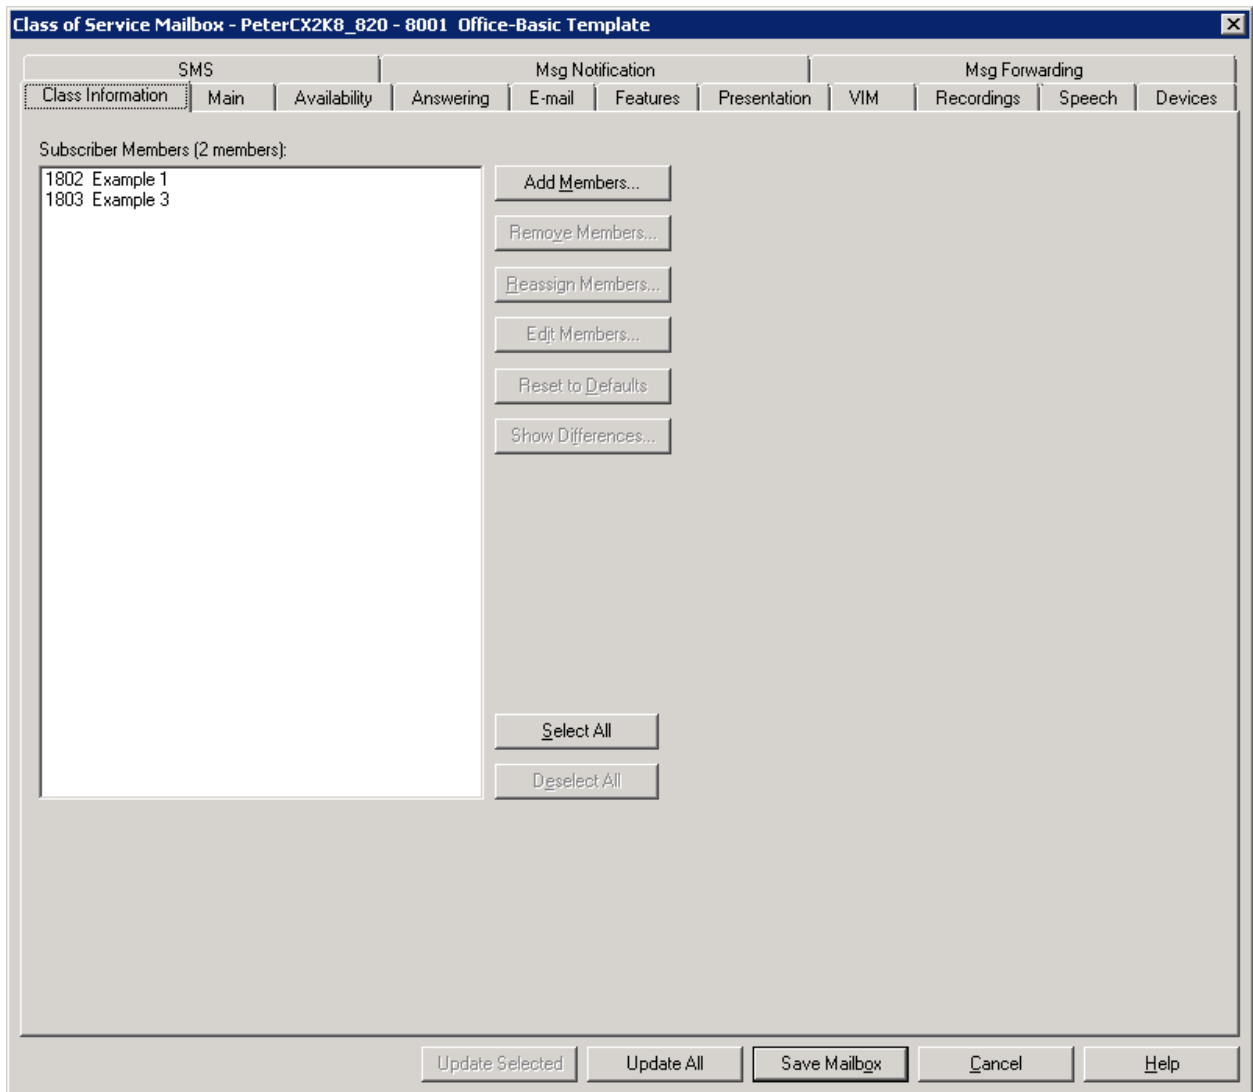 Class of Service Mailbox - PeterCX2K8_820 - 8001  Office-Basic Template
SMS Msg Notification Msg Forwarding
Class Information Main Availability Answering E-mail Features Presentation VIM Recordings Speech Devices
Subscriber Members (2 members):
1802  Example 1
1803  Example 3
Add Members...
Remove Members...
Reassign Members...
Edit Members...
Reset to Defaults
Show Differences...
Select All
Deselect All
Update Selected Update All Save Mailbox Cancel Help